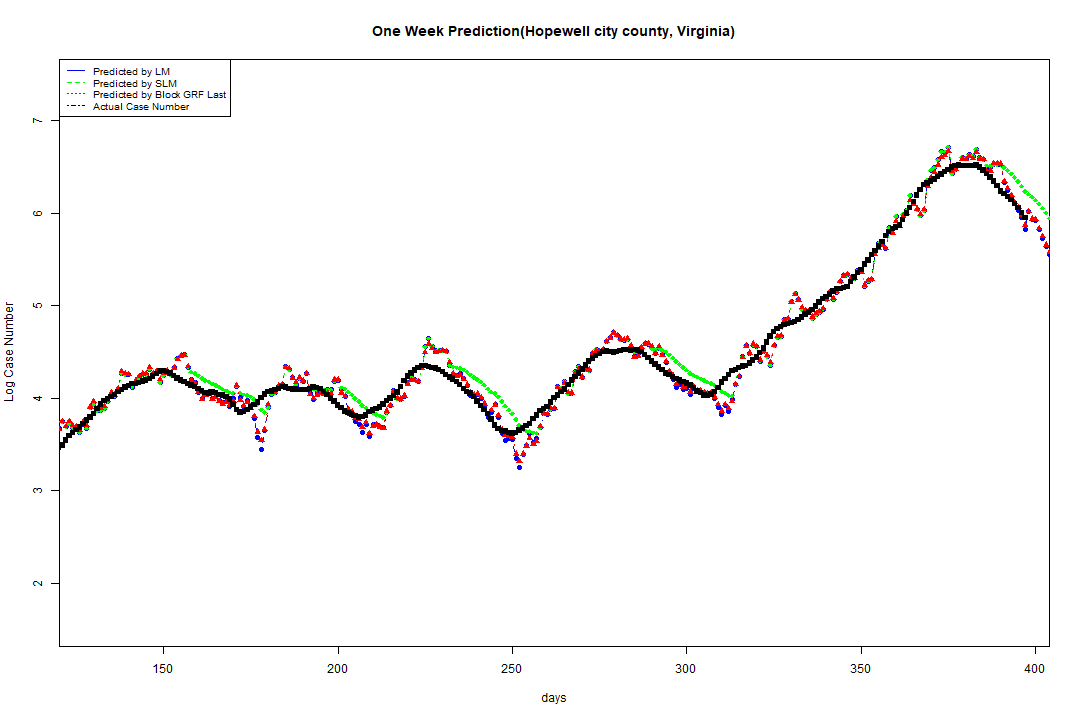 One Week Prediction(Hopewell city county, Virginia)
Predicted by LM
Predicted by SLM
Predicted by Block GRF Last
Actual Case Number
7
6
5
4
3
2
Log Case Number
150 200 250 300 350 400
days